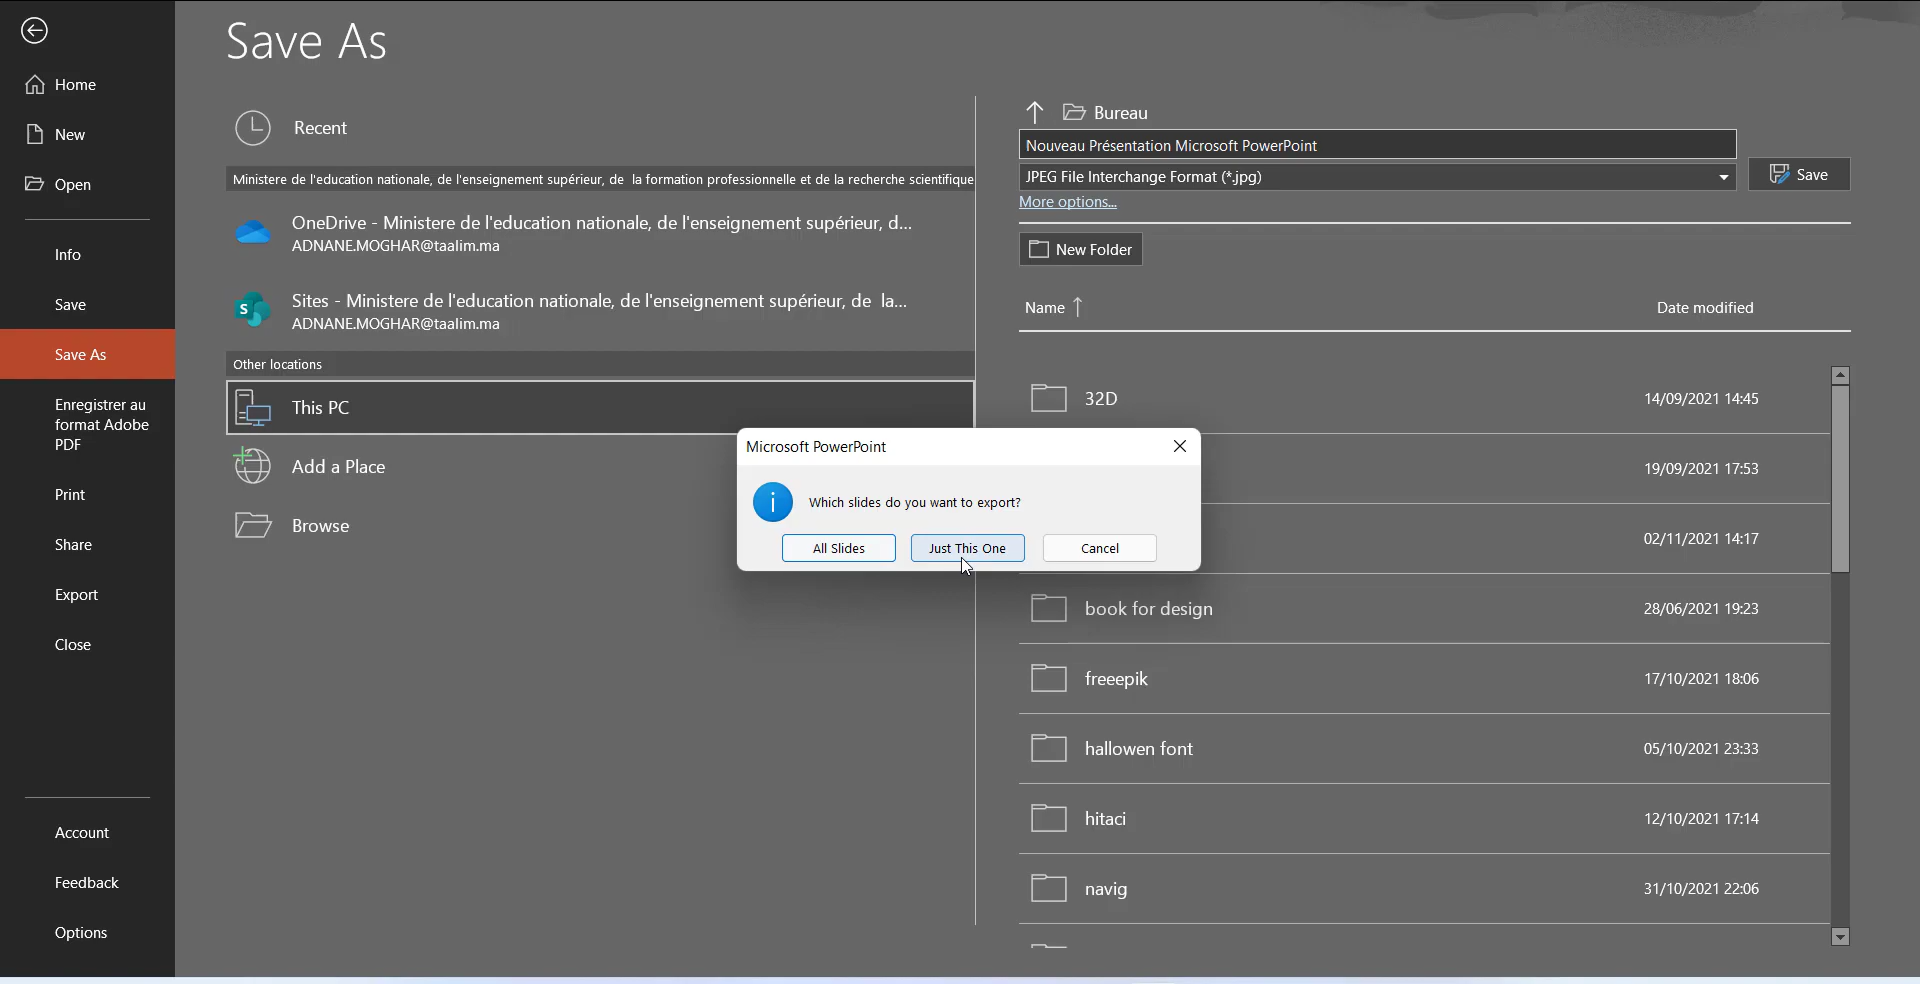 Save As
Home
New
Open
Info
Save
Save As
Enregistrer au
format Adobe
PDF
Print
Share
Export
Close
Account
Feedback
Options
Recent
Ministere de l'education nationale, de l'enseignement supérieur, de la formation professionnelle et de la recherche scientifique
OneDrive - Ministere de l'education nationale, de l'enseignement supérieur, d...
ADNANE.MOGHAR@taalim.ma
S
Sites - Ministere de l'education nationale, de l'enseignement supérieur, de la...
ADNANE.MOGHAR@taalim.ma
Other locations
This PC
Add a Place
Browse
Bureau
Nouveau Présentation Microsoft PowerPoint
JPEG File Interchange Format (*.jpg)
Save
More options...
New Folder
Name Date modified
32D 14/09/2021 14:45
19/09/2021 17:53
02/11/2021 14:17
book for design 28/06/2021 19:23
freeepik 17/10/2021 18:06
hallowen font 05/10/2021 23:33
hitaci 12/10/2021 17:14
navig 31/10/2021 22:06
Microsoft PowerPoint
Which slides do you want to export?
All Slides Just This One Cancel